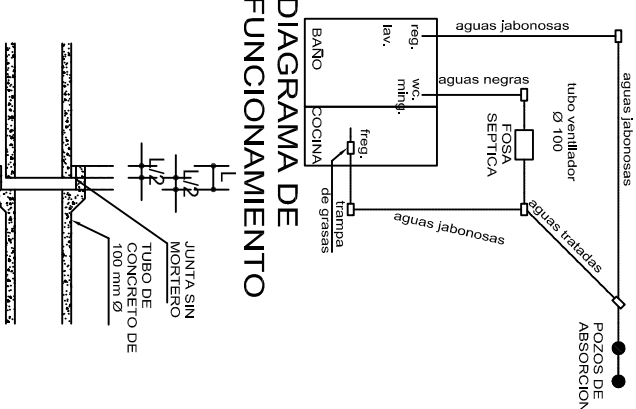 DIAGRAMA DE
FUNCIONAMIENTO
BAÑO
lav.
reg.
wc.
ming.
COCINA
freg.
trampa
de grasas
aguas jabonosas
aguas negras
aguas jabonosas
tubo ventillador
Ø 100
FOSA
SEPTICA
aguas jabonosas
aguas tratadas
POZOS DE
ABSORCION
L
L/2
L/2
JUNTA SIN
MORTERO
TUBO DE
CONCRETO DE
100 mm Ø